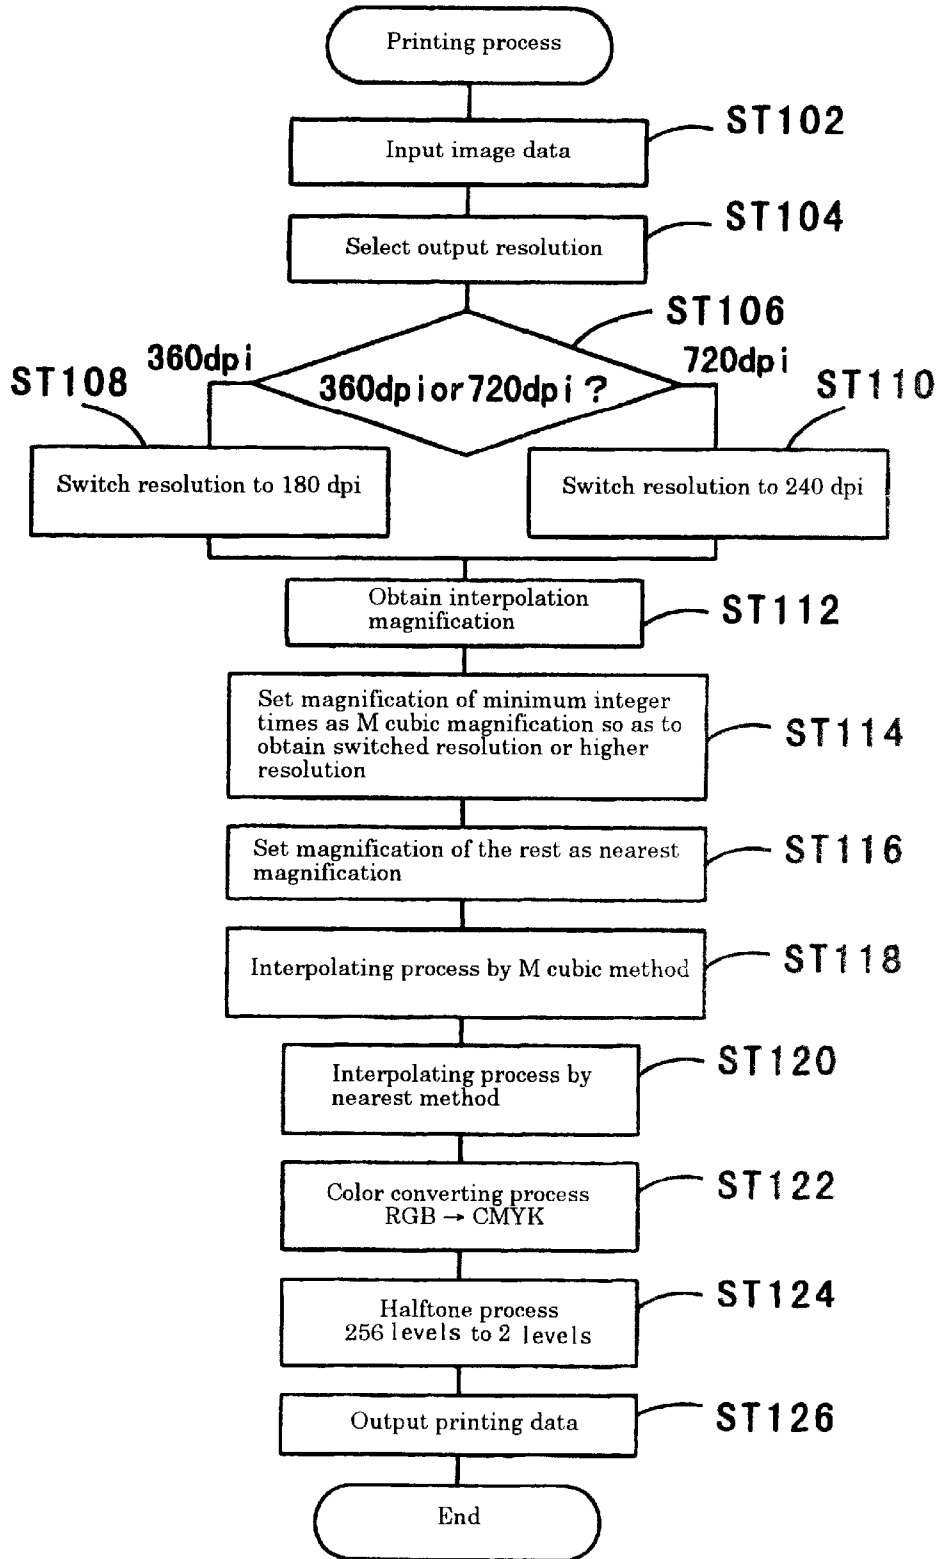 Printing process
ST102
Input image data
ST104
Select output resolution
ST106
360dpi
720dpi
ST108
360dpi or 720dpi ?
ST110
Switch resolution to 180 dpi
Switch resolution to 240 dpi
Obtain interpolation
magnification
ST112
Set magnification of minimum integer
times as M cubic magnification so as to
obtain switched resolution or higher
resolution
ST114
Set magnification of the rest as nearest
magnification
ST116
Interpolating process by M cubic method
ST118
Interpolating process by
nearest method
ST120
Color converting process
RGB → CMYK
ST122
Halftone process
256 levels to 2 levels
ST124
Output printing data
ST126
End